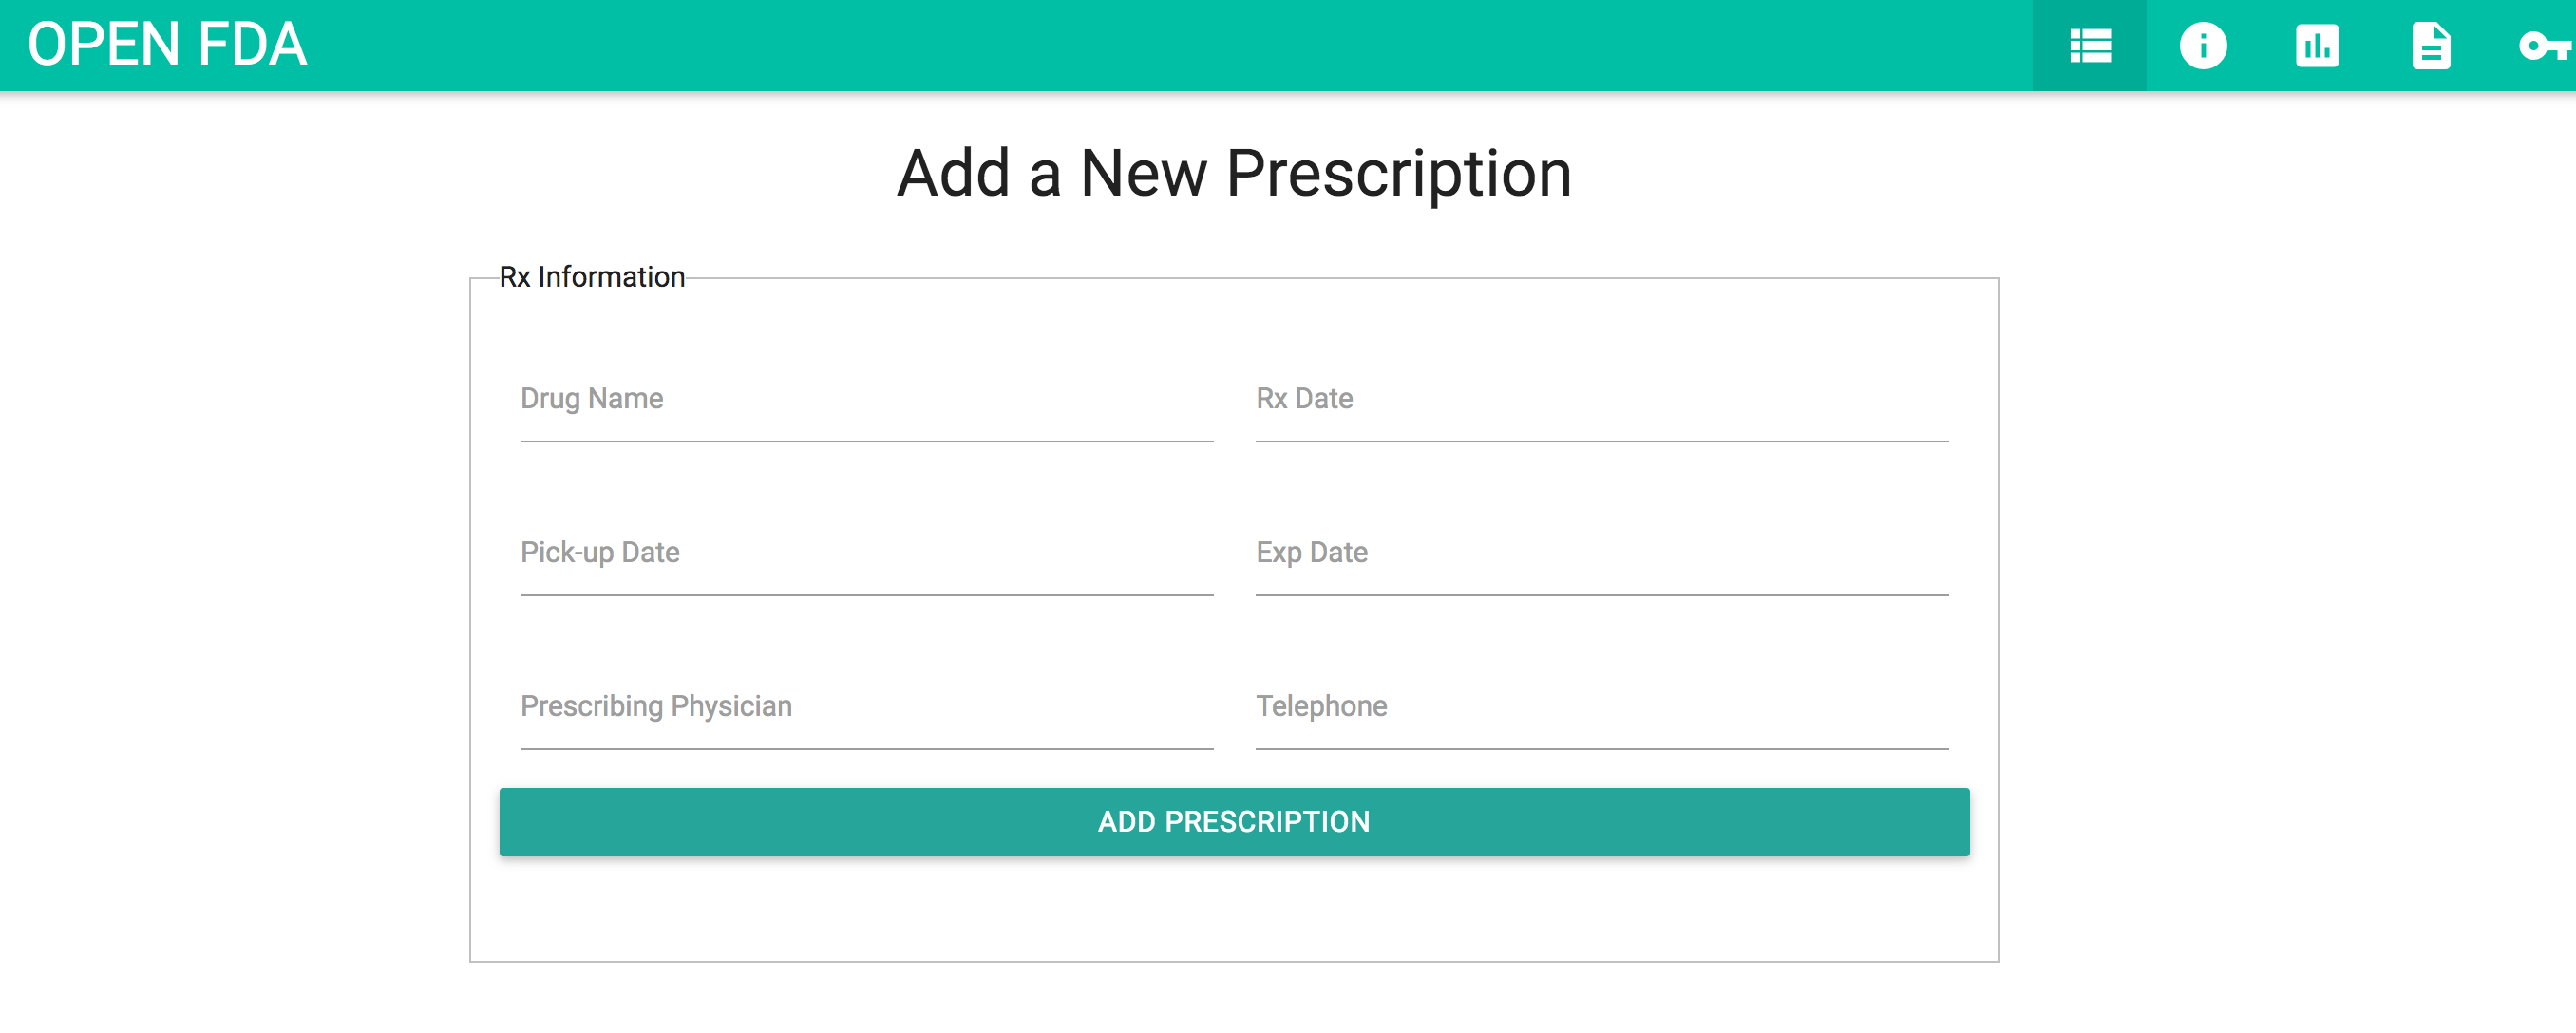 OPEN FDA
Add a New Prescription
Rx Information
Drug Name
Rx Date
Pick-up Date
Exp Date
Prescribing Physician
Telephone
ADD PRESCRIPTION